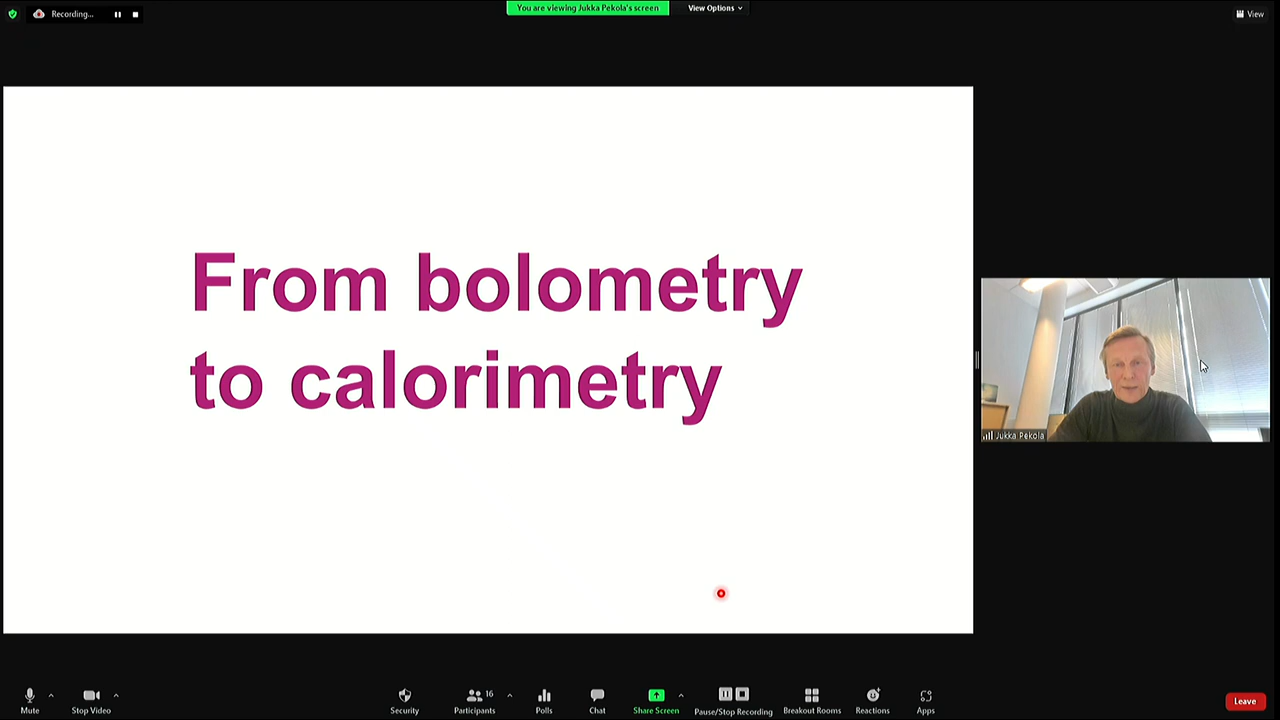 Recording...
You are viewing Jukka Pekola's screen
View Options
View
From bolometry
to calorimetry
Jukka Pekola
Mute
Stop Video
Security
Participants
16
Polls
Chat
Share Screen
Pause/Stop Recording
Breakout Rooms
Reactions
Apps
Leave